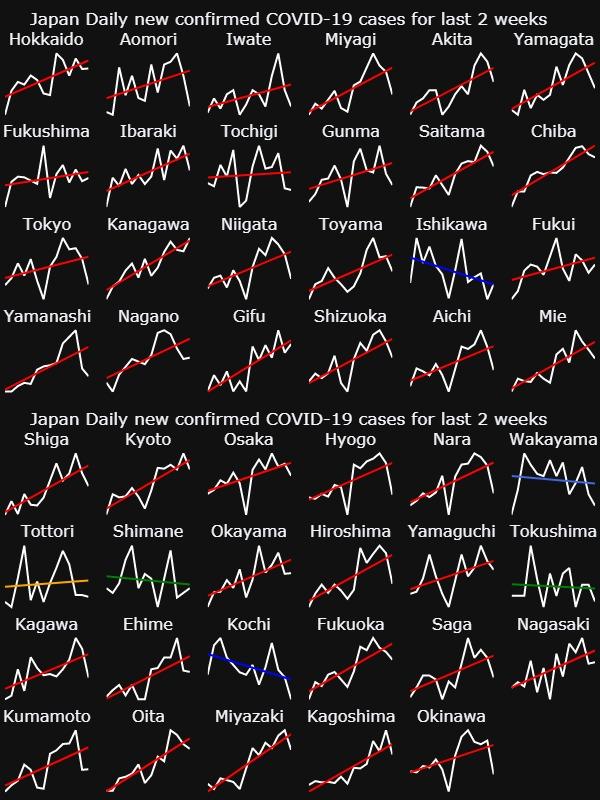 Japan Daily new confirmed COVID-19 cases for last 2 weeks
Hokkaido Aomori Iwate Miyagi Akita Yamagata
Fukushima Ibaraki Tochigi Gunma Saitama Chiba
Tokyo Kanagawa Niigata Toyama Ishikawa Fukui
Yamanashi Nagano Gifu Shizuoka Aichi Mie
Japan Daily new confirmed COVID-19 cases for last 2 weeks
Shiga Kyoto Osaka Hyogo Nara Wakayama
Tottori Shimane Okayama Hiroshima Yamaguchi Tokushima
Kagawa Ehime Kochi Fukuoka Saga Nagasaki
Kumamoto Oita Miyazaki Kagoshima Okinawa